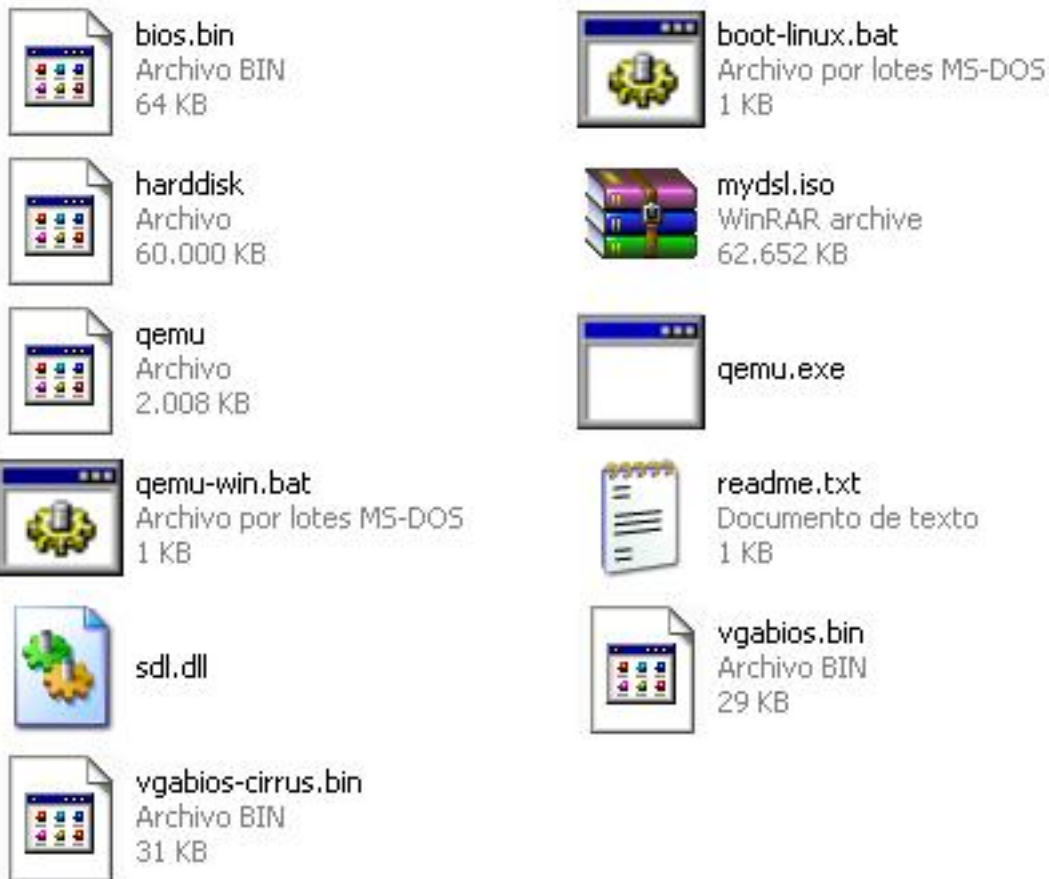 bios.bin
Archivo BIN
64 KB
boot-linux.bat
Archivo por lotes MS-DOS
1 KB
harddisk
Archivo
60.000 KB
mydsl.iso
WinRAR archive
62.652 KB
qemu
Archivo
2.008 KB
qemu.exe
qemu-win.bat
Archivo por lotes MS-DOS
1 KB
readme.txt
Documento de texto
1 KB
sdl.dll
vgabios.bin
Archivo BIN
29 KB
vgabios-cirrus.bin
Archivo BIN
31 KB